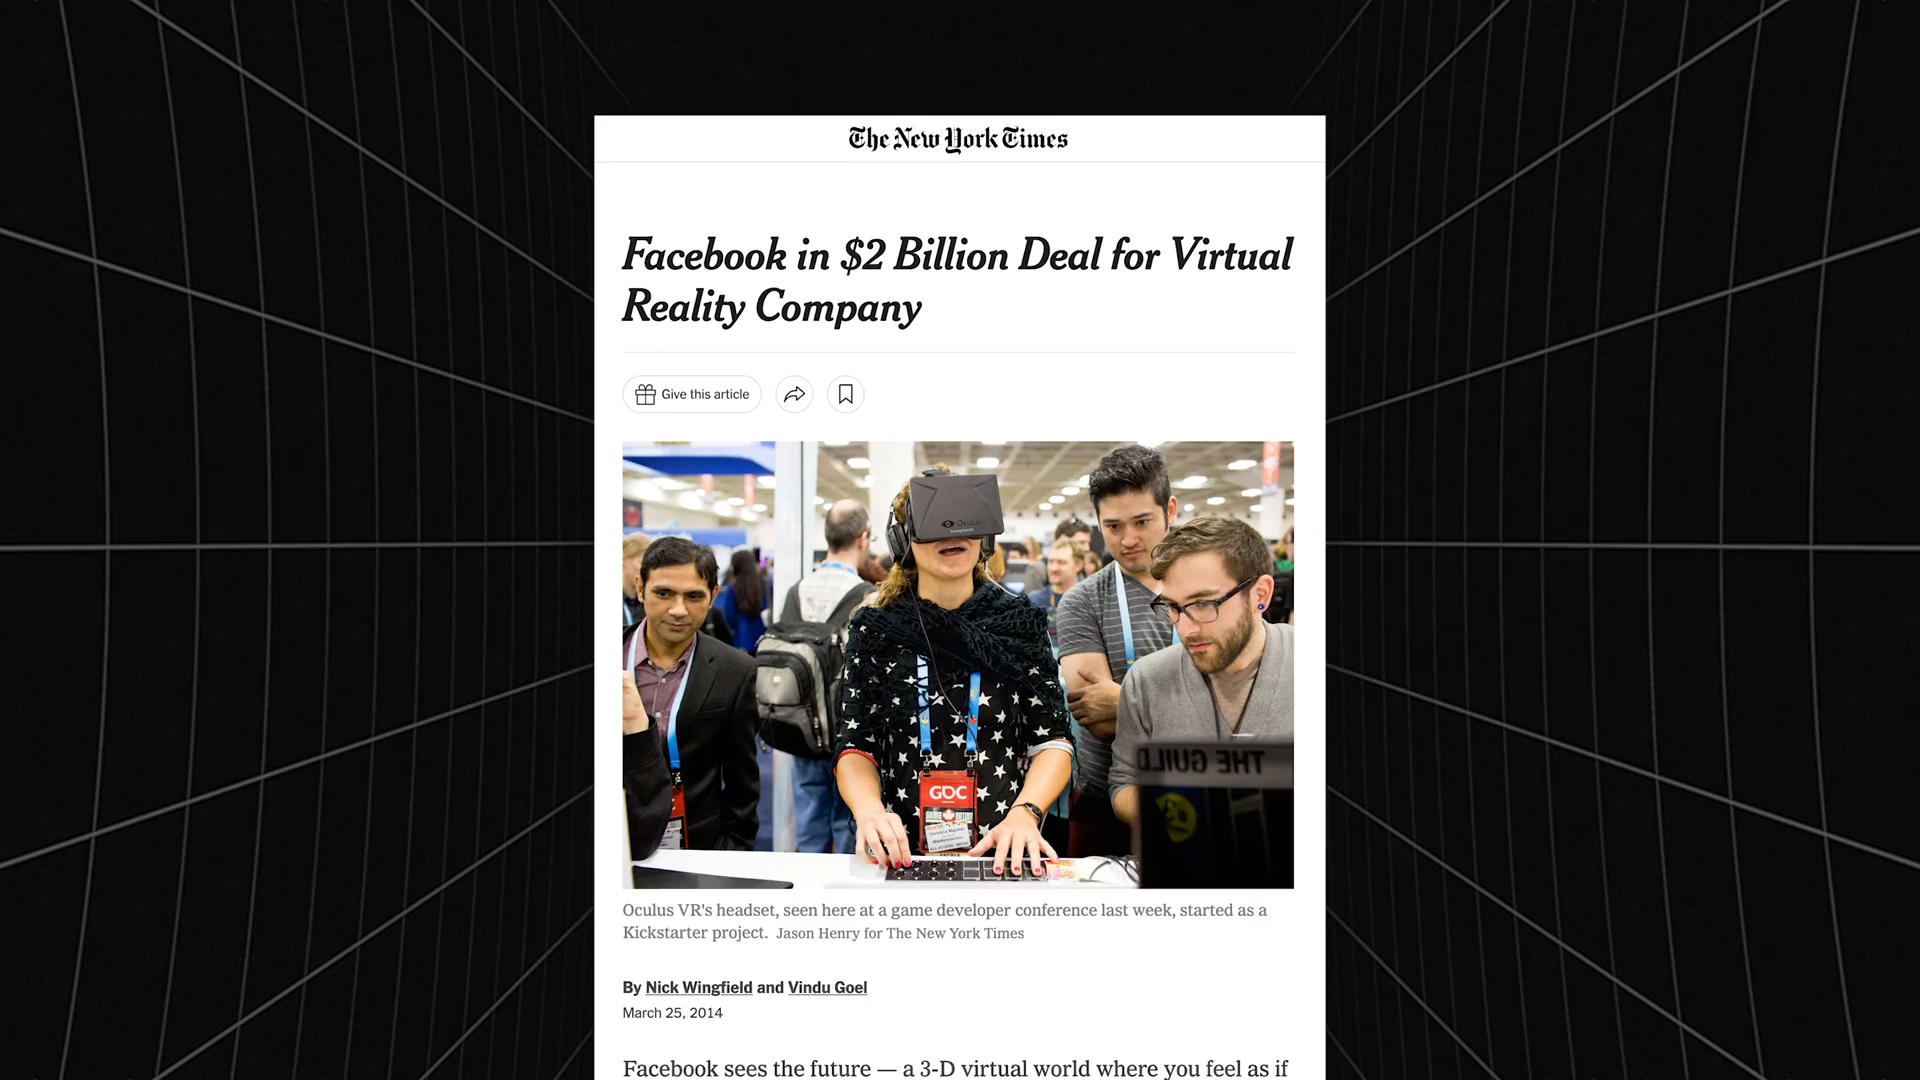 The New York Times
Facebook in $2 Billion Deal for Virtual
Reality Company
Give this article
Oculus
GDC
THE GUILD
Oculus VR's headset, seen here at a game developer conference last week, started as a
Kickstarter project. Jason Henry for The New York Times
By Nick Wingfield and Vindu Goel
March 25, 2014
Facebook sees the future — a 3-D virtual world where you feel as if